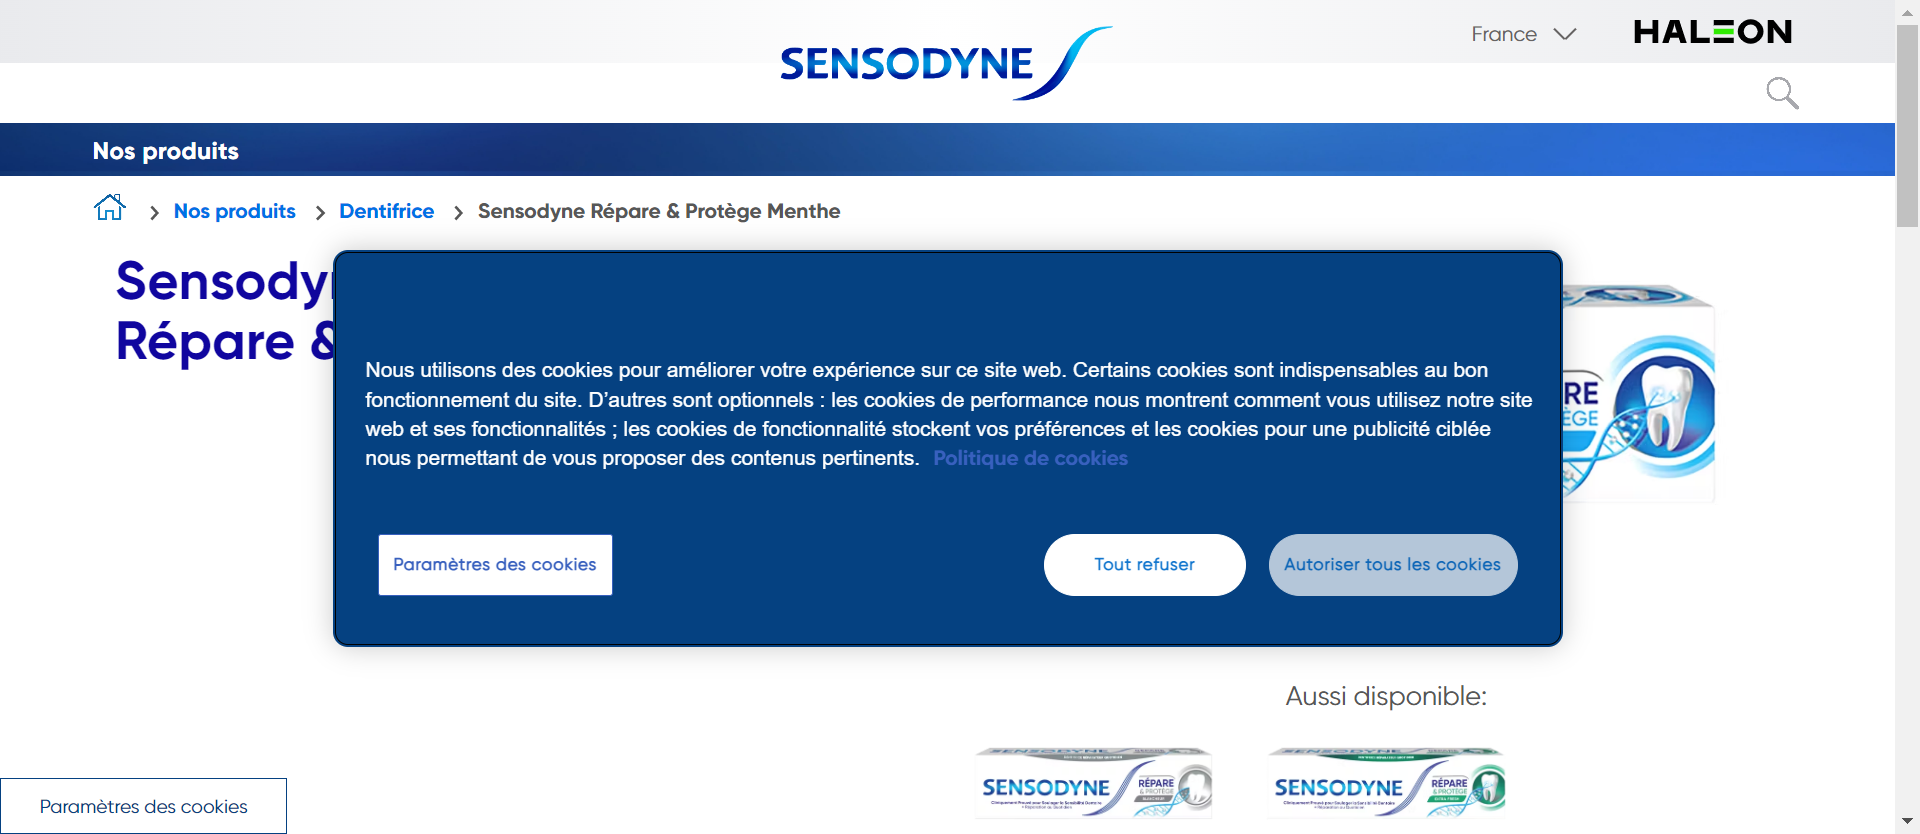 France
HALEON
SENSODYNE
Nos produits
Nos produits
Dentifrice
Sensodyne Répare & Protège Menthe
Sensody
Répare &
RE
ÈGE
Nous utilisons des cookies pour améliorer votre expérience sur ce site web. Certains cookies sont indispensables au bon
fonctionnement du site. D’autres sont optionnels : les cookies de performance nous montrent comment vous utilisez notre site
web et ses fonctionnalités ; les cookies de fonctionnalité stockent vos préférences et les cookies pour une publicité ciblée
nous permettant de vous proposer des contenus pertinents. Politique de cookies
Paramètres des cookies
Tout refuser
Autoriser tous les cookies
Aussi disponible:
SENSODYNE
RÉPARE
& PROTÈGE
SENSODYNE
RÉPARE
& PROTÈGE
Paramètres des cookies